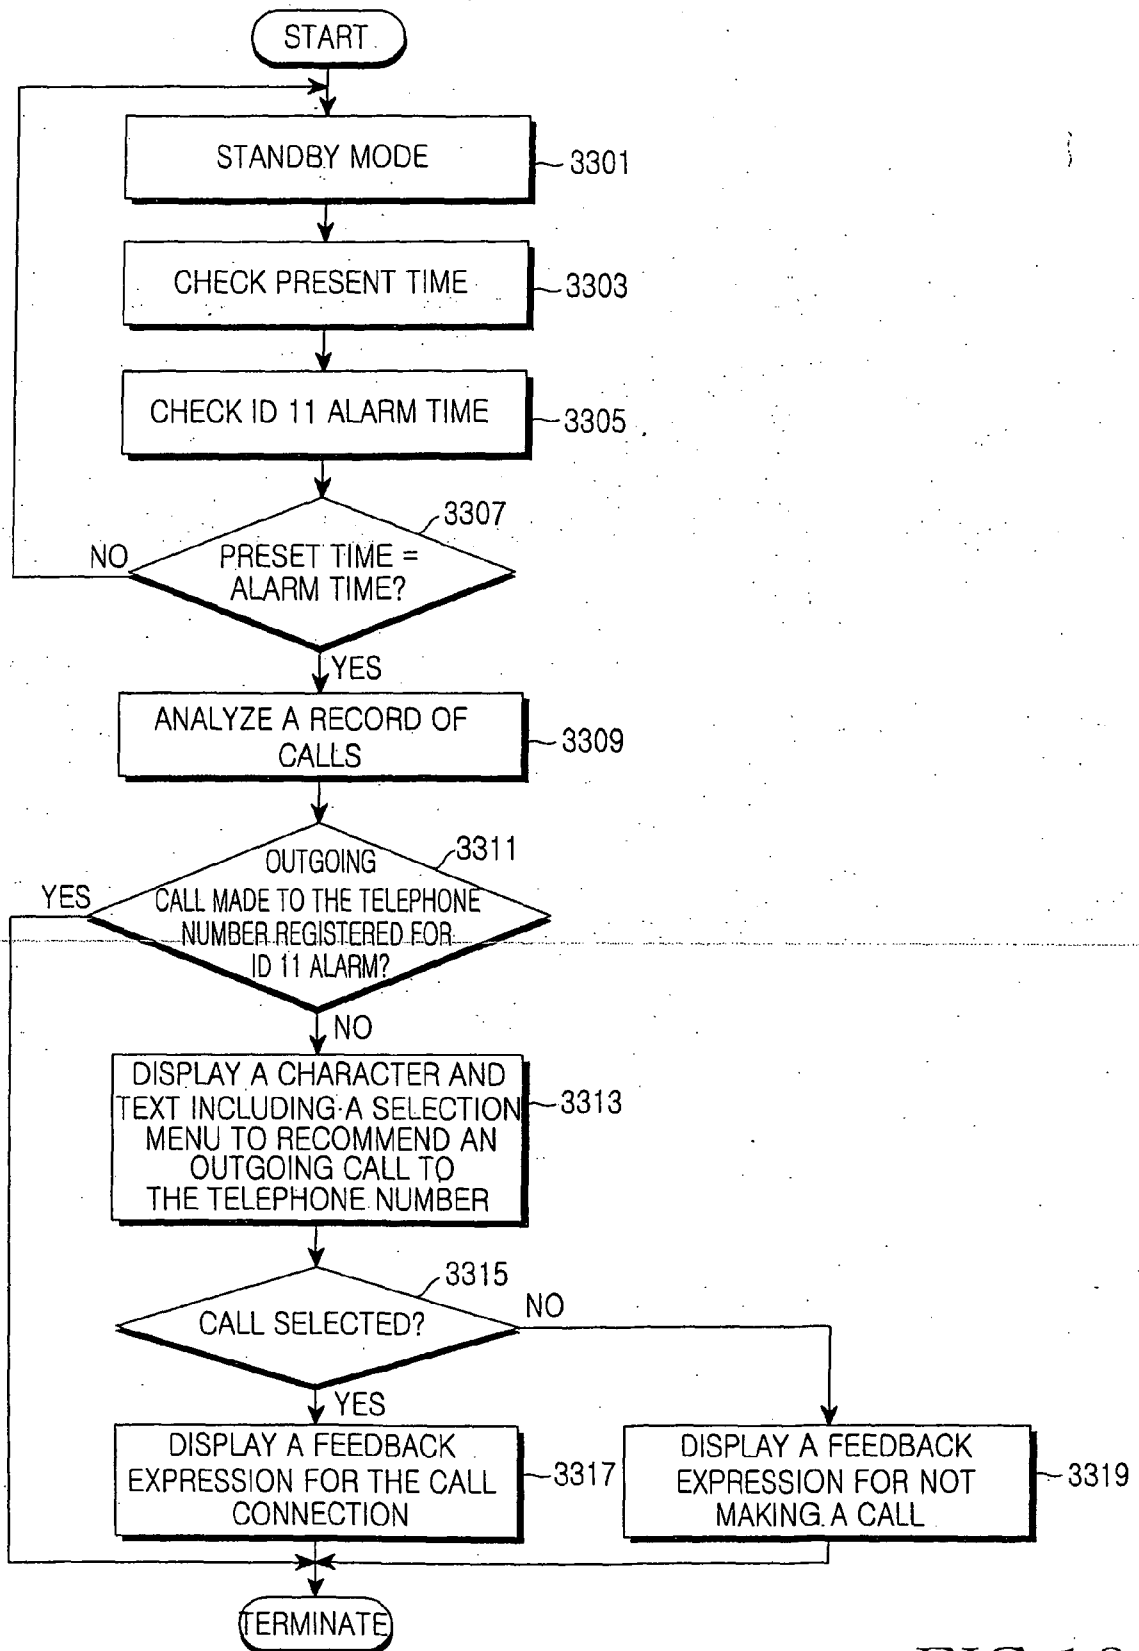 START
STANDBY MODE
3301
CHECK PRESENT TIME
3303
CHECK ID 11 ALARM TIME
3305
3307
NO
PRESET TIME =
ALARM TIME?
YES
ANALYZE A RECORD OF
CALLS
3309
3311
YES
OUTGOING
CALL MADE TO THE TELEPHONE
NUMBER REGISTERED FOR
ID 11 ALARM?
NO
DISPLAY A CHARACTER AND
TEXT INCLUDING A SELECTION
MENU TO RECOMMEND AN
OUTGOING CALL TO
THE TELEPHONE NUMBER
3313
3315
CALL SELECTED?
NO
YES
DISPLAY A FEEDBACK
EXPRESSION FOR THE CALL
CONNECTION
3317
DISPLAY A FEEDBACK
EXPRESSION FOR NOT
MAKING A CALL
3319
TERMINATE